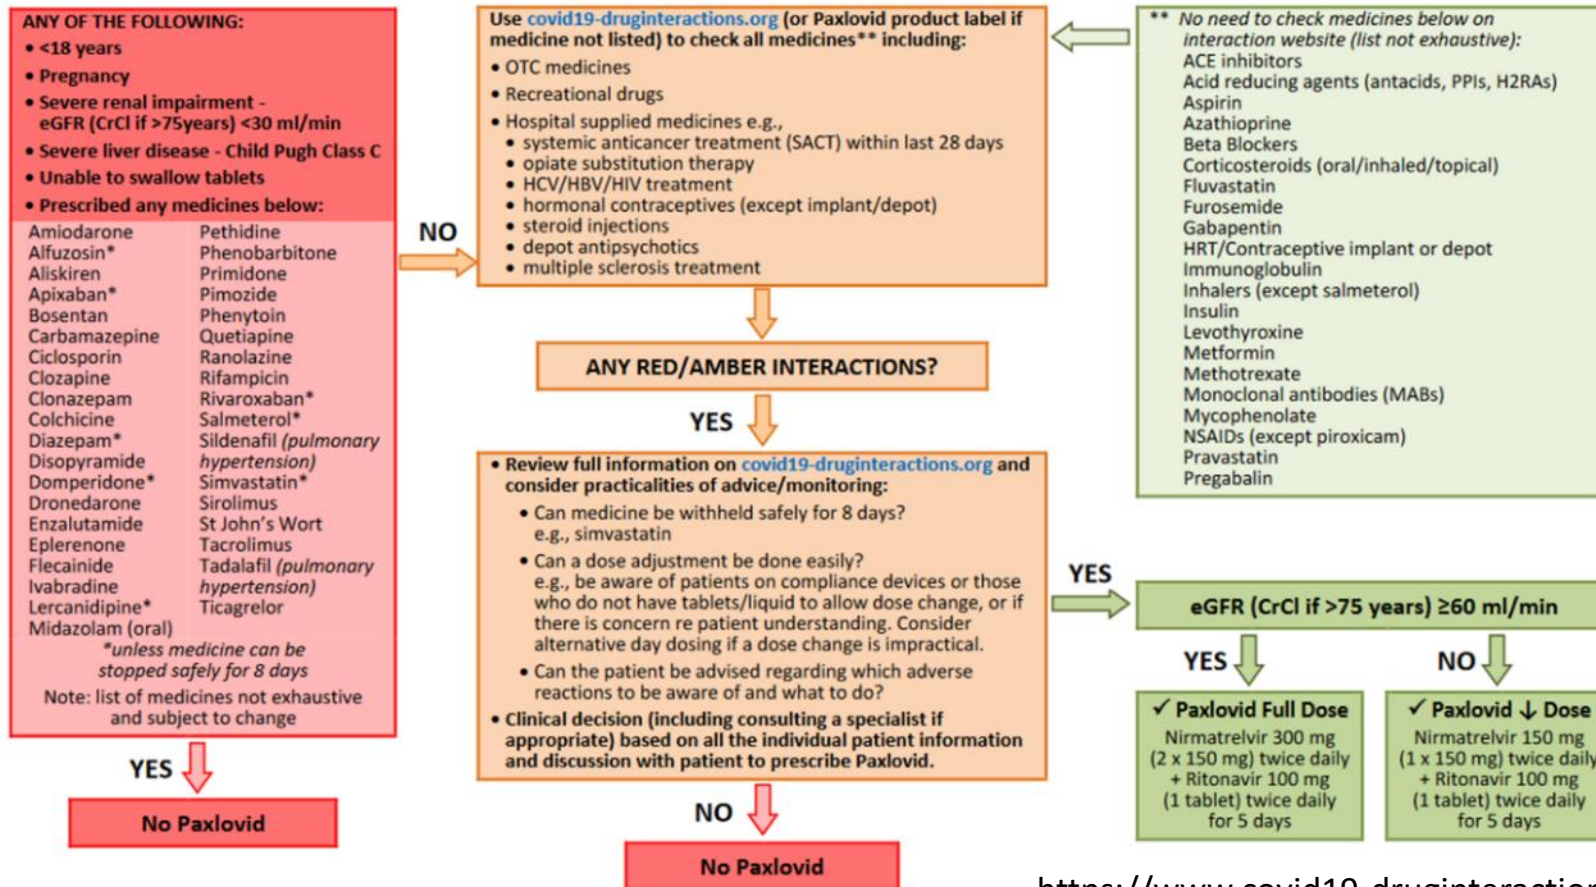 ANY OF THE FOLLOWING:
• <18 years
• Pregnancy
• Severe renal impairment -
eGFR (CrCl if >75years) <30 ml/min
• Severe liver disease - Child Pugh Class C
• Unable to swallow tablets
• Prescribed any medicines below:
Amiodarone
Alfuzosin*
Aliskiren
Apixaban*
Bosentan
Carbamazepine
Ciclosporin
Clozapine
Clonazepam
Colchicine
Diazepam*
Disopyramide
Domperidone*
Dronedarone
Enzalutamide
Eplerenone
Flecainide
Ivabradine
Lercanidipine*
Midazolam (oral)
Pethidine
Phenobarbitone
Primidone
Pimozide
Phenytoin
Quetiapine
Ranolazine
Rifampicin
Rivaroxaban*
Salmeterol*
Sildenafil (pulmonary
hypertension)
Simvastatin*
Sirolimus
St John's Wort
Tacrolimus
Tadalafil (pulmonary
hypertension)
Ticagrelor
*unless medicine can be
stopped safely for 8 days
Note: list of medicines not exhaustive
and subject to change
YES
No Paxlovid
NO
Use covid19-druginteractions.org (or Paxlovid product label if
medicine not listed) to check all medicines** including:
• OTC medicines
• Recreational drugs
• Hospital supplied medicines e.g.,
• systemic anticancer treatment (SACT) within last 28 days
• opiate substitution therapy
• HCV/HBV/HIV treatment
• hormonal contraceptives (except implant/depot)
• steroid injections
• depot antipsychotics
• multiple sclerosis treatment
ANY RED/AMBER INTERACTIONS?
YES
• Review full information on covid19-druginteractions.org and
consider practicalities of advice/monitoring:
• Can medicine be withheld safely for 8 days?
e.g., simvastatin
• Can a dose adjustment be done easily?
e.g., be aware of patients on compliance devices or those
who do not have tablets/liquid to allow dose change, or if
there is concern re patient understanding. Consider
alternative day dosing if a dose change is impractical.
• Can the patient be advised regarding which adverse
reactions to be aware of and what to do?
• Clinical decision (including consulting a specialist if
appropriate) based on all the individual patient information
and discussion with patient to prescribe Paxlovid.
NO
No Paxlovid
** No need to check medicines below on
interaction website (list not exhaustive):
ACE inhibitors
Acid reducing agents (antacids, PPIs, H2RAs)
Aspirin
Azathioprine
Beta Blockers
Corticosteroids (oral/inhaled/topical)
Fluvastatin
Furosemide
Gabapentin
HRT/Contraceptive implant or depot
Immunoglobulin
Inhalers (except salmeterol)
Insulin
Levothyroxine
Metformin
Methotrexate
Monoclonal antibodies (MABs)
Mycophenolate
NSAIDs (except piroxicam)
Pravastatin
Pregabalin
YES
eGFR (CrCl if >75 years) ≥60 ml/min
YES
✓ Paxlovid Full Dose
Nirmatrelvir 300 mg
(2 x 150 mg) twice daily
+ Ritonavir 100 mg
(1 tablet) twice daily
for 5 days
NO
✓ Paxlovid ↓ Dose
Nirmatrelvir 150 mg
(1 x 150 mg) twice daily
+ Ritonavir 100 mg
(1 tablet) twice daily
for 5 days